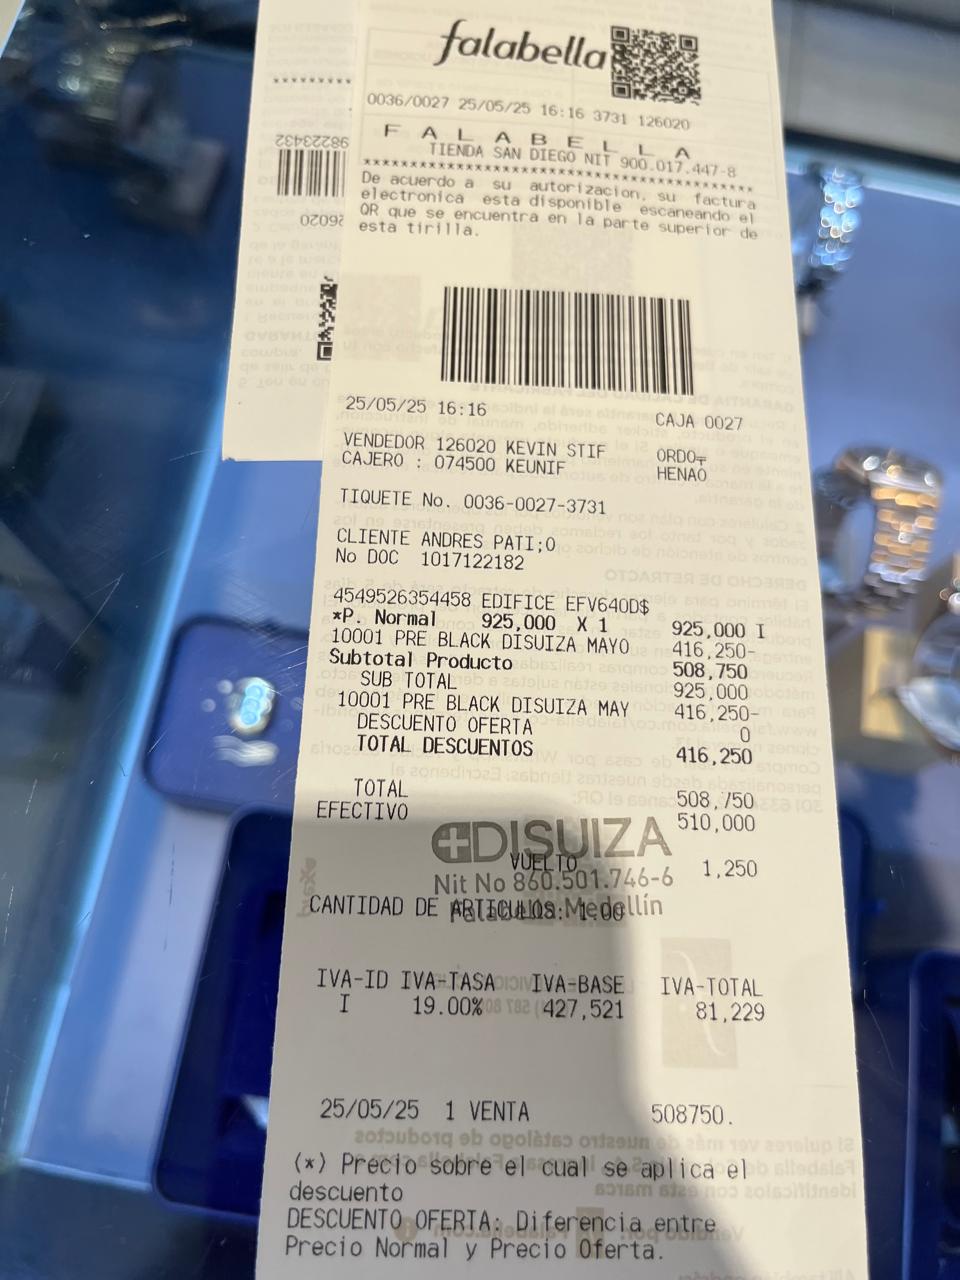 falabella
0036/0027 25/05/25 16:16 3731 126020
F A L A B E L L A
TIENDA SAN DIEGO NIT 900.017.447-8
****************************************
De acuerdo a su autorizacion, su factura
electronica esta disponible escaneando el
QR que se encuentra en la parte superior de
esta tirilla.
25/05/25 16:16 CAJA 0027
VENDEDOR 126020 KEVIN STIF ORDO
CAJERO : 074500 KEUNIF HENAO
TIQUETE No. 0036-0027-3731
CLIENTE ANDRES PATI;O
No DOC 1017122182
4549526354458 EDIFICE EFV640D$
*P. Normal 925,000 X 1 925,000 I
10001 PRE BLACK DISUIZA MAYO 416,250-
Subtotal Producto 508,750
SUB TOTAL 925,000
10001 PRE BLACK DISUIZA MAY 416,250-
DESCUENTO OFERTA 0
TOTAL DESCUENTOS 416,250
TOTAL 508,750
EFECTIVO 510,000
DISUIZA
VUELTO 1,250
Nit No 860.501.746-6
CANTIDAD DE ARTICULOS: 1.00
Falabella Medellín
IVA-ID IVA-TASA IVA-BASE IVA-TOTAL
I 19.00% 427,521 81,229
25/05/25 1 VENTA 508750.
(*) Precio sobre el cual se aplica el
descuento
DESCUENTO OFERTA: Diferencia entre
Precio Normal y Precio Oferta.